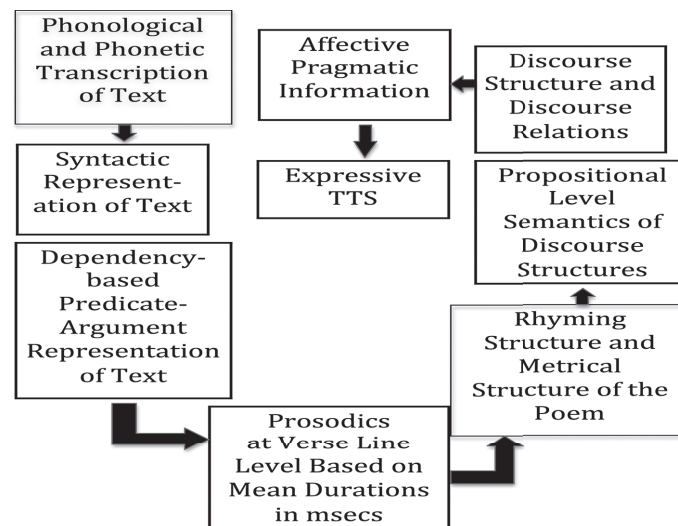 Phonological
and Phonetic
Transcription
of Text
Syntactic
Represent-
ation of Text
Dependency-
based
Predicate-
Argument
Representation
of Text
Prosodics
at Verse Line
Level Based on
Mean Durations
in msecs
Rhyming
Structure and
Metrical
Structure of the
Poem
Propositional
Level
Semantics of
Discourse
Structures
Discourse
Structure and
Discourse
Relations
Affective
Pragmatic
Information
Expressive
TTS